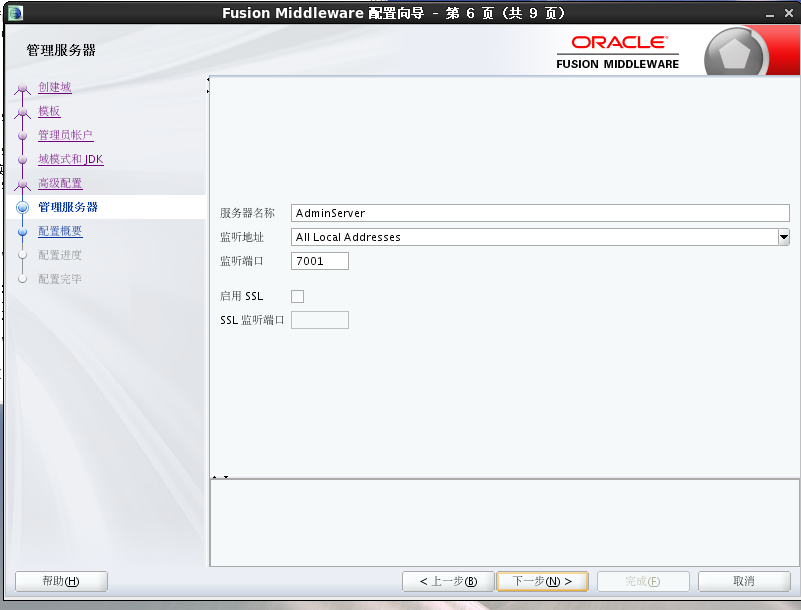 Fusion Middleware 配置向导 - 第 6 页 (共 9 页)
管理服务器
ORACLE
FUSION MIDDLEWARE
创建域
模板
管理员帐户
域模式和 JDK
高级配置
管理服务器
配置概要
配置进度
配置完毕
服务器名称 AdminServer
监听地址 All Local Addresses
监听端口 7001
启用 SSL
SSL 监听端口
帮助(H) < 上一步(B) 下一步(N) > 完成(F) 取消